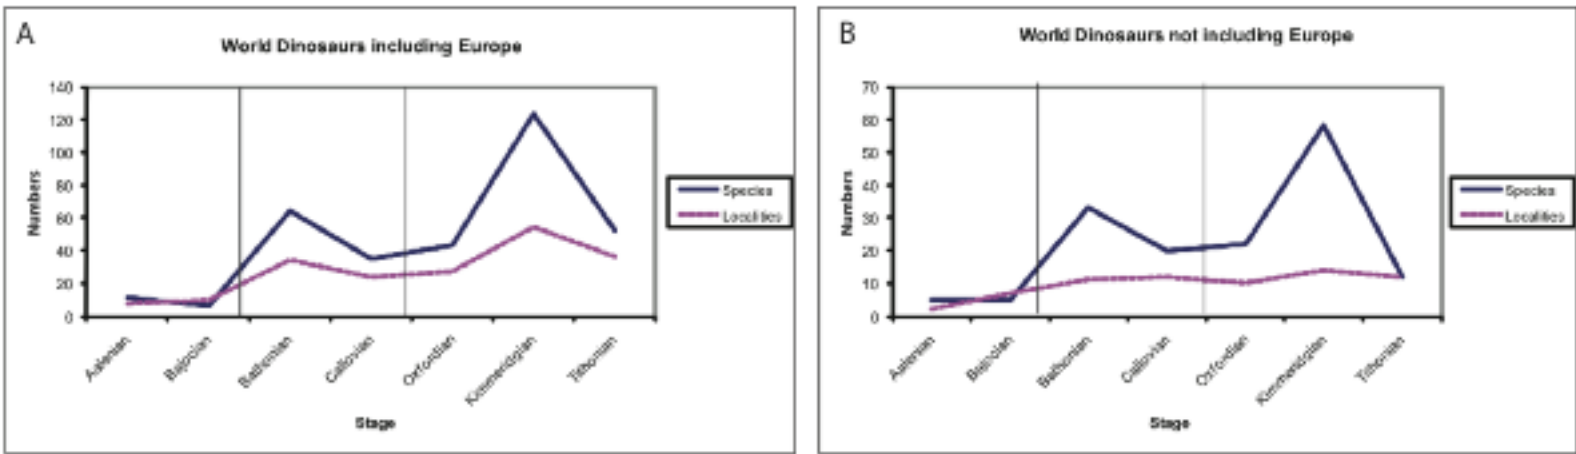 A
World Dinosaurs including Europe
140
120
100
80
60
40
20
0
Numbers
Aalenian
Bajocian
Bathonian
Callovian
Oxfordian
Kimmeridgian
Tithonian
Stage
Species
Localities
B
World Dinosaurs not including Europe
70
60
50
40
30
20
10
0
Numbers
Aalenian
Bajocian
Bathonian
Callovian
Oxfordian
Kimmeridgian
Tithonian
Stage
Species
Localities